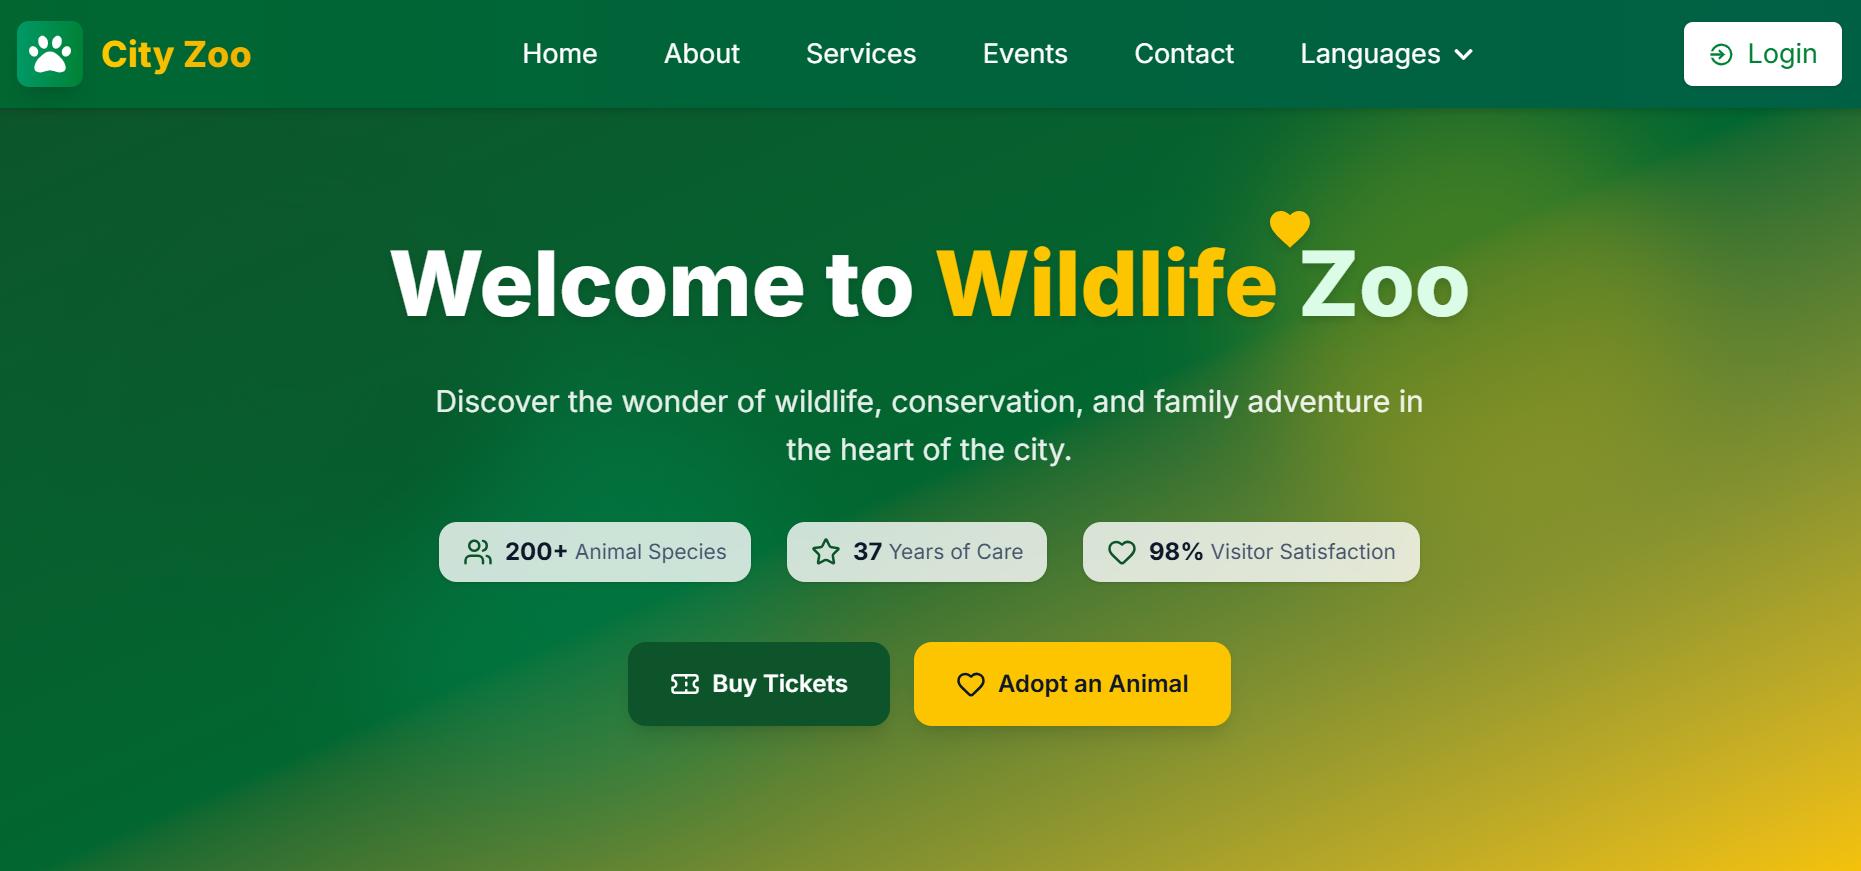 City Zoo
Home About Services Events Contact Languages
Login
Welcome to Wildlife Zoo
Discover the wonder of wildlife, conservation, and family adventure in
the heart of the city.
200+ Animal Species
37 Years of Care
98% Visitor Satisfaction
Buy Tickets
Adopt an Animal